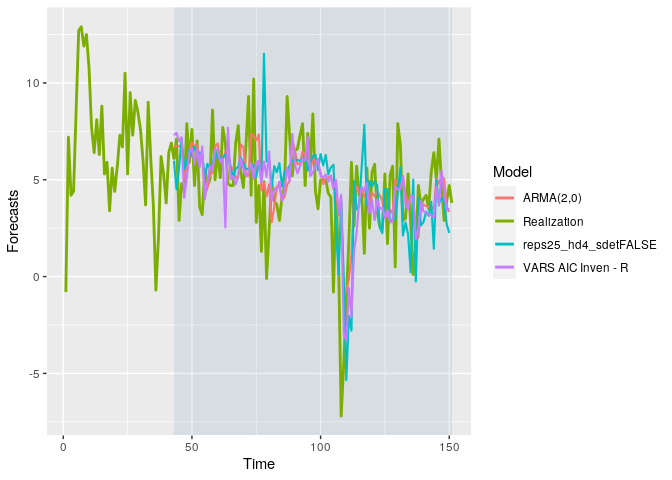 10
5
0
-5
Forecasts
0
50
100
150
Time
Model
ARMA(2,0)
Realization
reps25_hd4_sdetFALSE
VARS AIC Inven - R